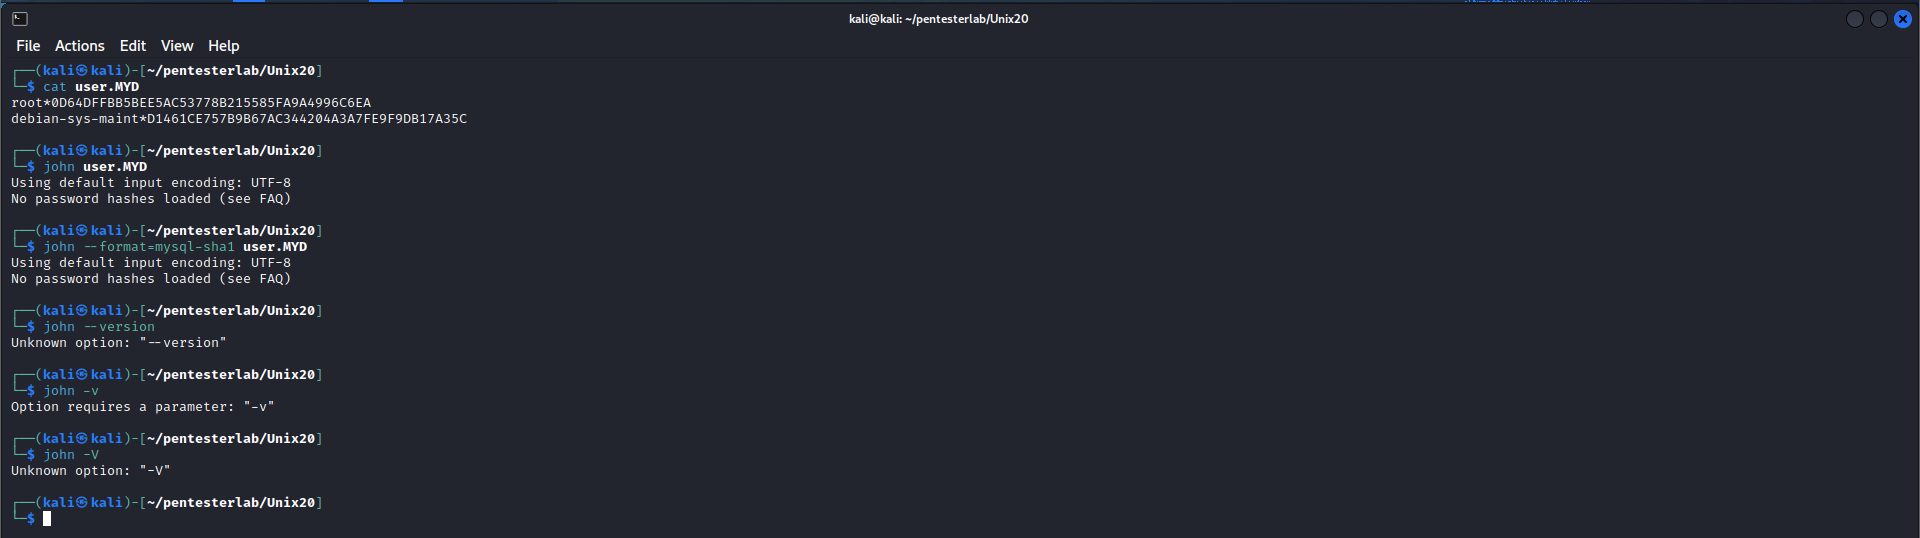 kali@kali: ~/pentesterlab/Unix20
File Actions Edit View Help
┌──(kali㉿kali)-[~/pentesterlab/Unix20]
└─$ cat user.MYD
root*0D64DFFBB5BEE5AC53778B215585FA9A4996C6EA
debian-sys-maint*D1461CE757B9B67AC344204A3A7FE9F9DB17A35C
┌──(kali㉿kali)-[~/pentesterlab/Unix20]
└─$ john user.MYD
Using default input encoding: UTF-8
No password hashes loaded (see FAQ)
┌──(kali㉿kali)-[~/pentesterlab/Unix20]
└─$ john --format=mysql-sha1 user.MYD
Using default input encoding: UTF-8
No password hashes loaded (see FAQ)
┌──(kali㉿kali)-[~/pentesterlab/Unix20]
└─$ john --version
Unknown option: "--version"
┌──(kali㉿kali)-[~/pentesterlab/Unix20]
└─$ john -v
Option requires a parameter: "-v"
┌──(kali㉿kali)-[~/pentesterlab/Unix20]
└─$ john -V
Unknown option: "-V"
┌──(kali㉿kali)-[~/pentesterlab/Unix20]
└─$